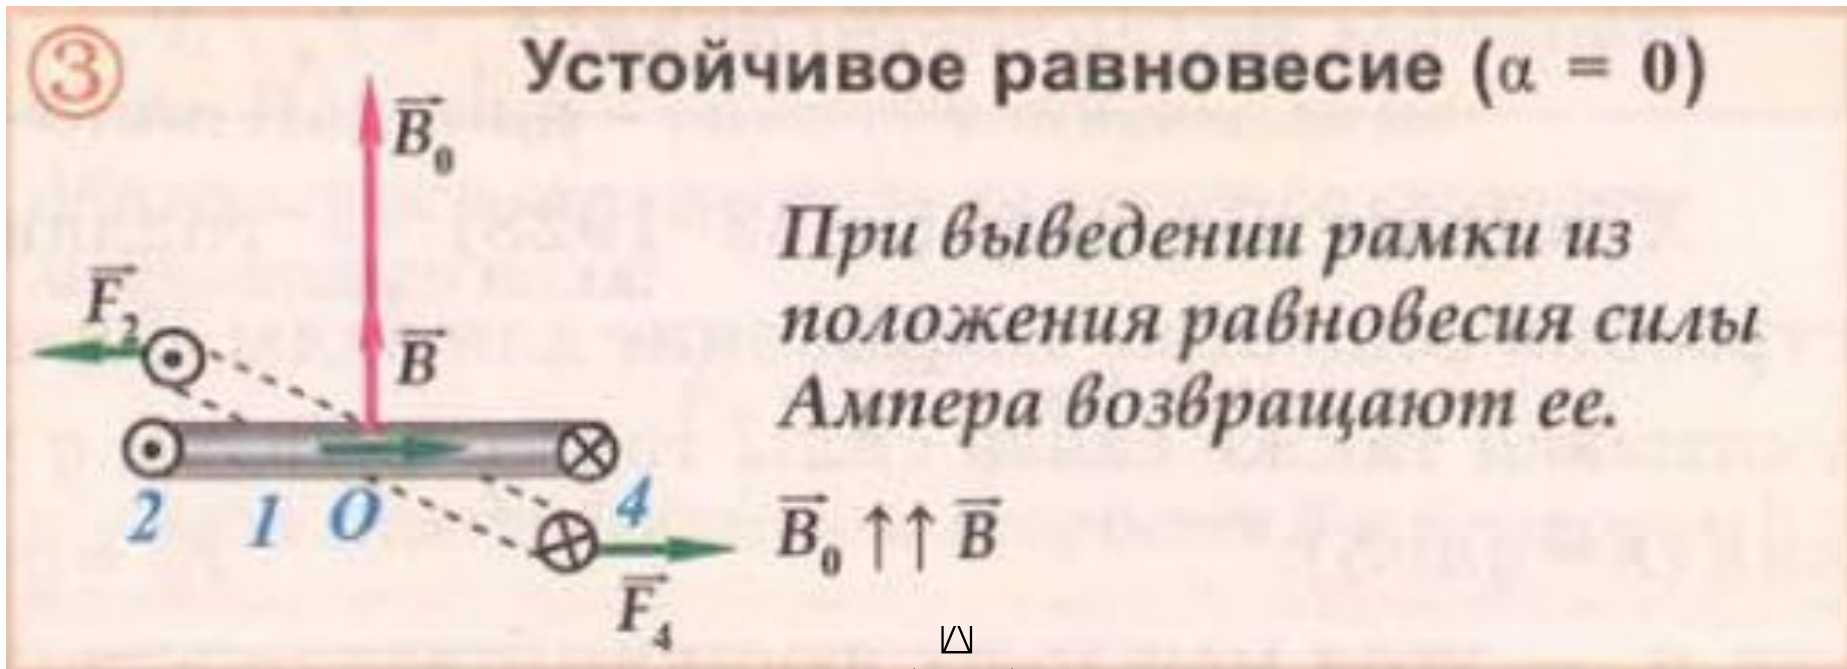 3
Устойчивое равновесие (α = 0)
B₀
При выведении рамки из
положения равновесия силы
Ампера возвращают ее.
F₂
B
2 1 O 4
B₀ ↑↑ B
F₄